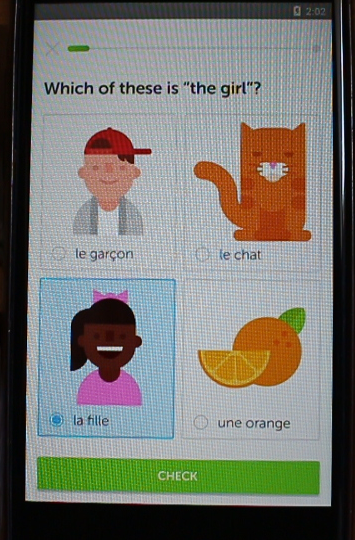 2:02
Which of these is “the girl”?
le garçon
le chat
la fille
une orange
CHECK